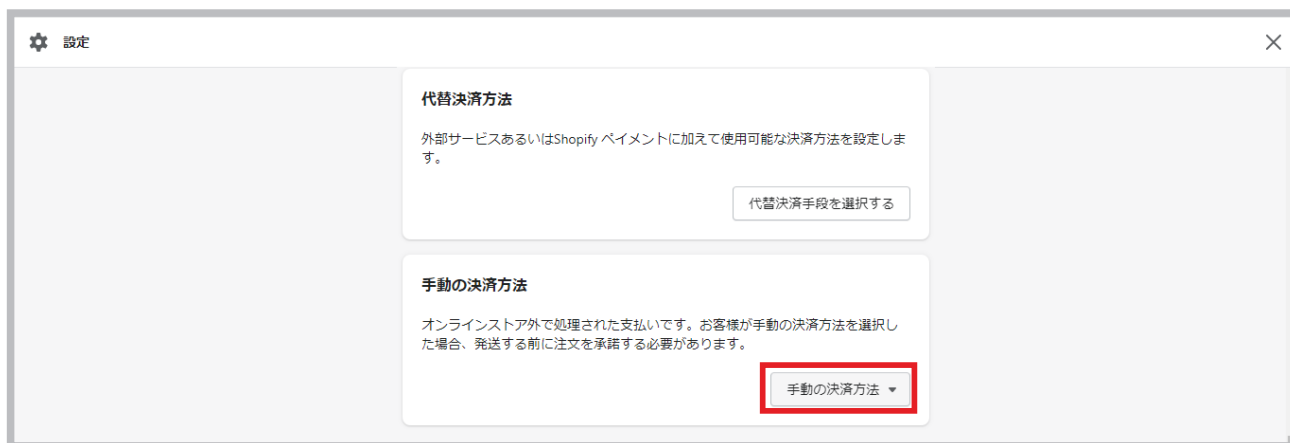 設定
代替決済方法
外部サービスあるいはShopify ペイメントに加えて使用可能な決済方法を設定しま
す。
代替決済手段を選択する
手動の決済方法
オンラインストア外で処理された支払いです。お客様が手動の決済方法を選択し
た場合、発送する前に注文を承諾する必要があります。
手動の決済方法